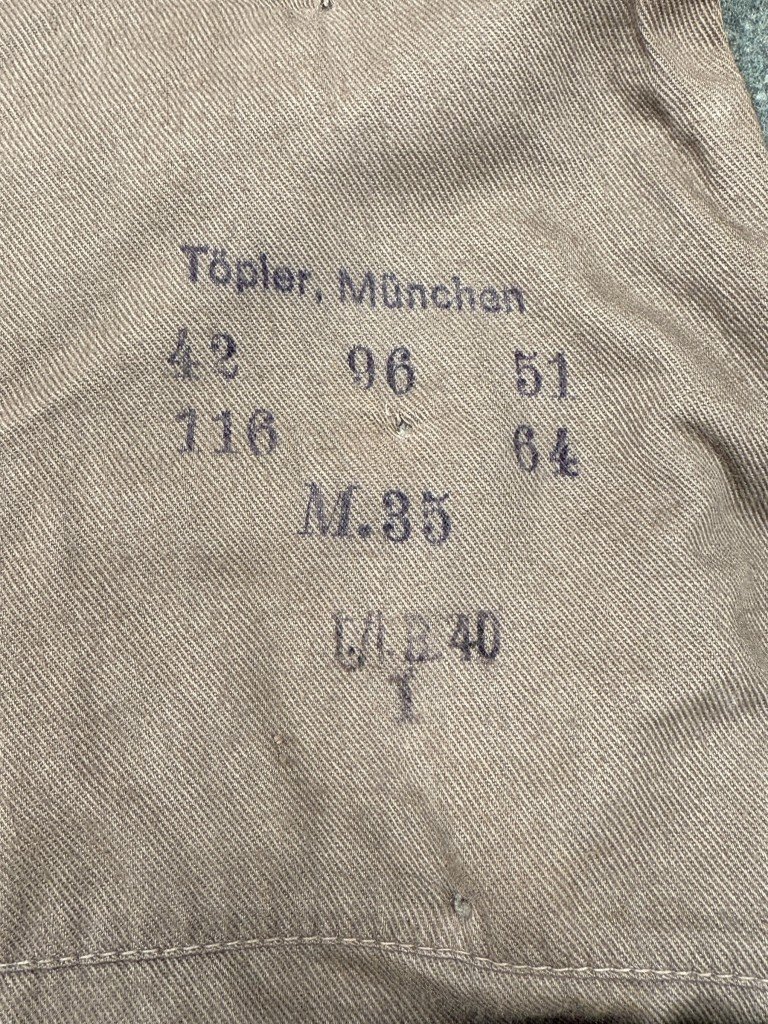 Töpler, München
42 96 51
116 64
M.35
40
I